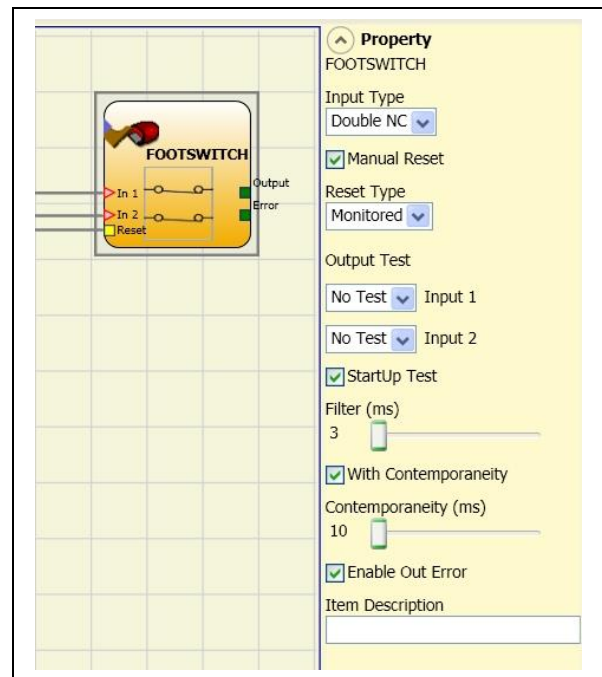 FOOTSWITCH
In 1
In 2
Reset
Output
Error
Property
FOOTSWITCH
Input Type
Double NC
Manual Reset
Reset Type
Monitored
Output Test
No Test Input 1
No Test Input 2
StartUp Test
Filter (ms)
3
With Contemporaneity
Contemporaneity (ms)
10
Enable Out Error
Item Description